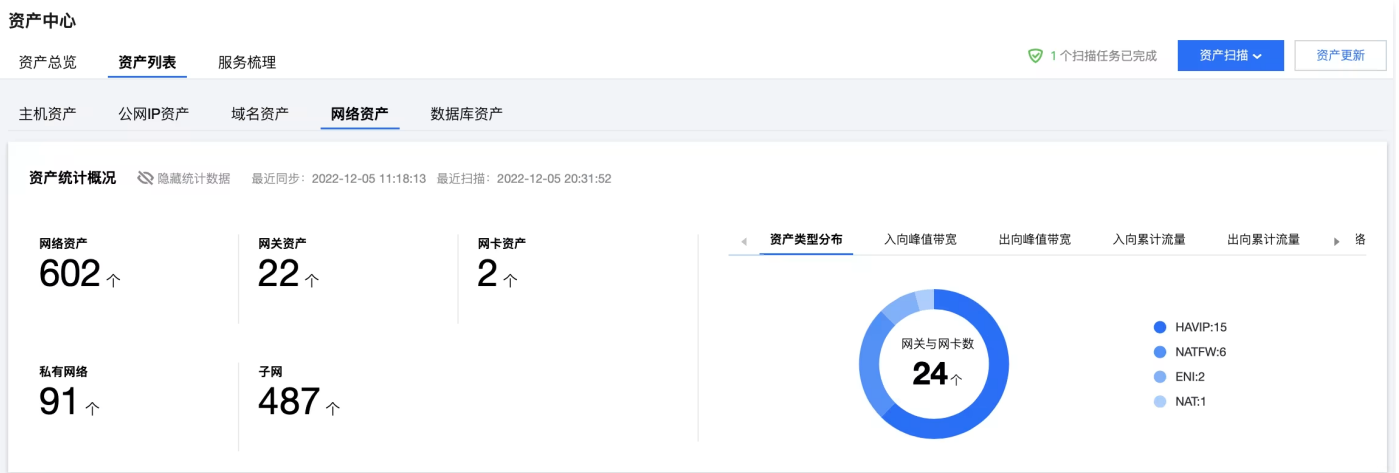 资产中心
资产总览 资产列表 服务梳理 1 个扫描任务已完成 资产扫描 资产更新
主机资产 公网IP资产 域名资产 网络资产 数据库资产
资产统计概况 隐藏统计数据 最近同步：2022-12-05 11:18:13 最近扫描：2022-12-05 20:31:52
网络资产 网关资产 网卡资产
602 个 22 个 2 个
私有网络 子网
91 个 487 个
资产类型分布 入向峰值带宽 出向峰值带宽 入向累计流量 出向累计流量
网关与网卡数
24 个
HAVIP:15
NATFW:6
ENI:2
NAT:1